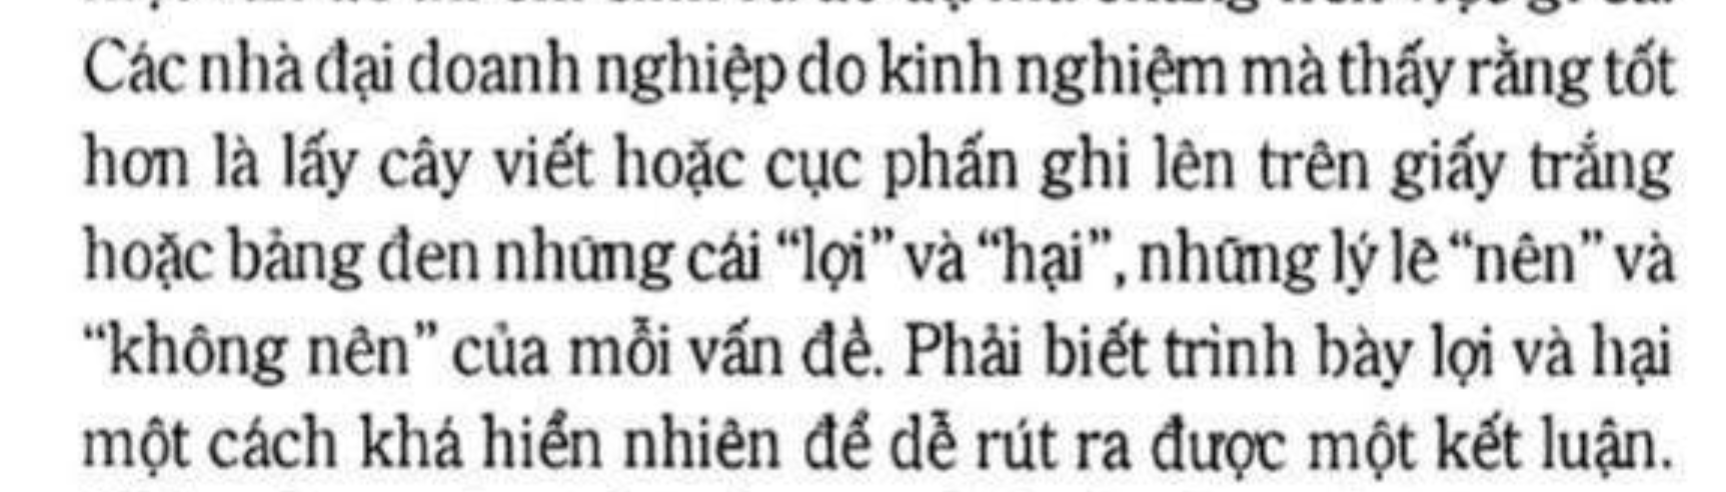 Các nhà đại doanh nghiệp do kinh nghiệm mà thấy rằng tốt
hơn là lấy cây viết hoặc cục phấn ghi lên trên giấy trắng
hoặc bảng đen những cái “lợi” và “hại”, những lý lẽ “nên” và
“không nên” của mỗi vấn đề. Phải biết trình bày lợi và hại
một cách khá hiển nhiên để dễ rút ra được một kết luận.